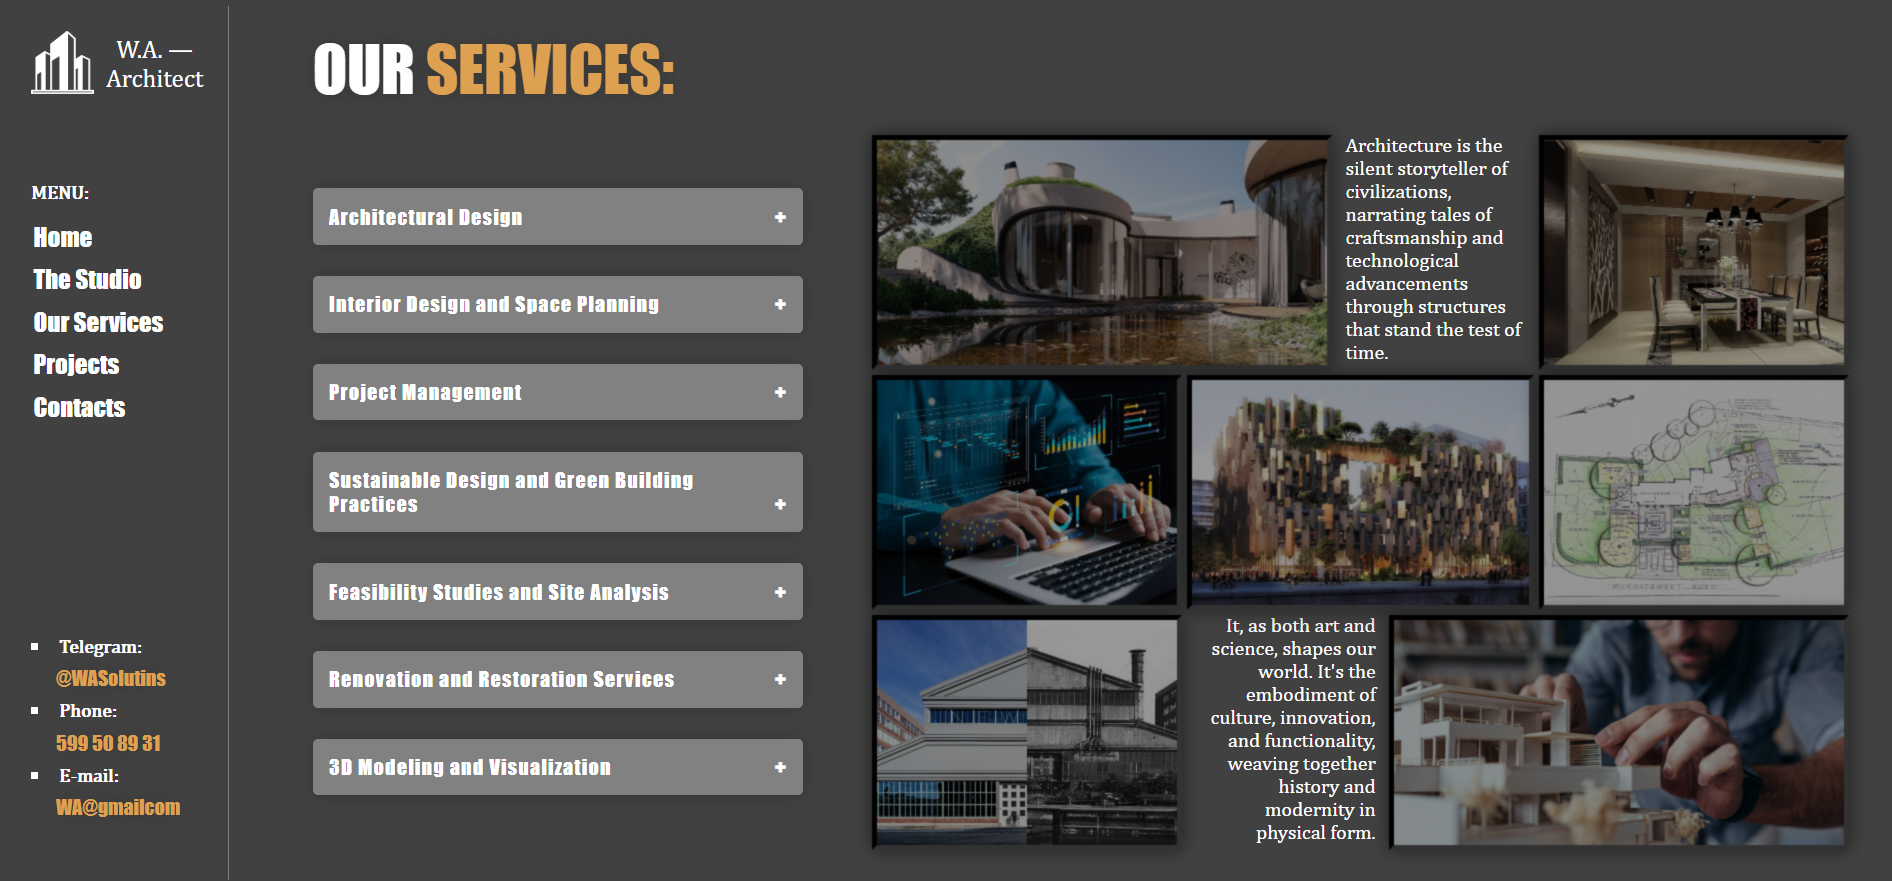 W.A. —
Architect
MENU:
Home
The Studio
Our Services
Projects
Contacts
Telegram:
@WASolutins
Phone:
599 50 89 31
E-mail:
WA@gmailcom
OUR SERVICES:
Architectural Design +
Interior Design and Space Planning +
Project Management +
Sustainable Design and Green Building
Practices +
Feasibility Studies and Site Analysis +
Renovation and Restoration Services +
3D Modeling and Visualization +
Architecture is the
silent storyteller of
civilizations,
narrating tales of
craftsmanship and
technological
advancements
through structures
that stand the test of
time.
It, as both art and
science, shapes our
world. It's the
embodiment of
culture, innovation,
and functionality,
weaving together
history and
modernity in
physical form.